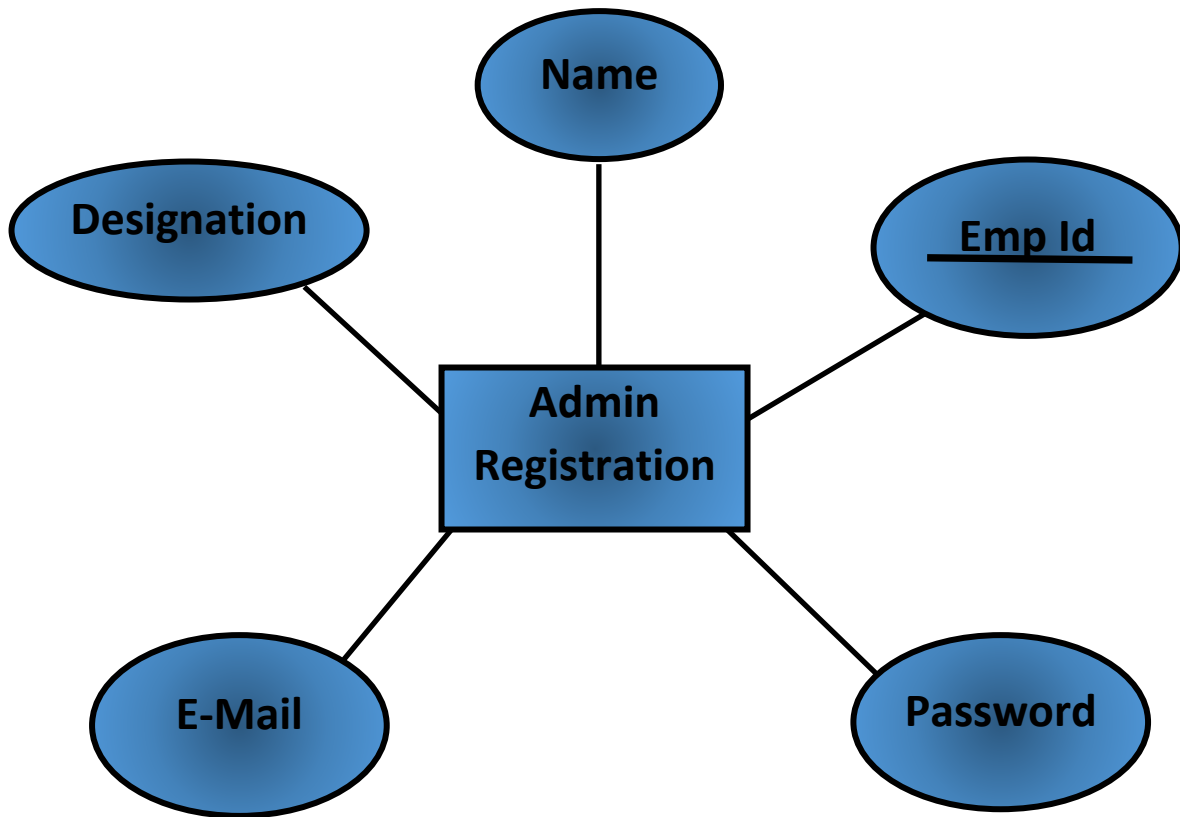 Name
Designation
Emp Id
Admin
Registration
E-Mail
Password